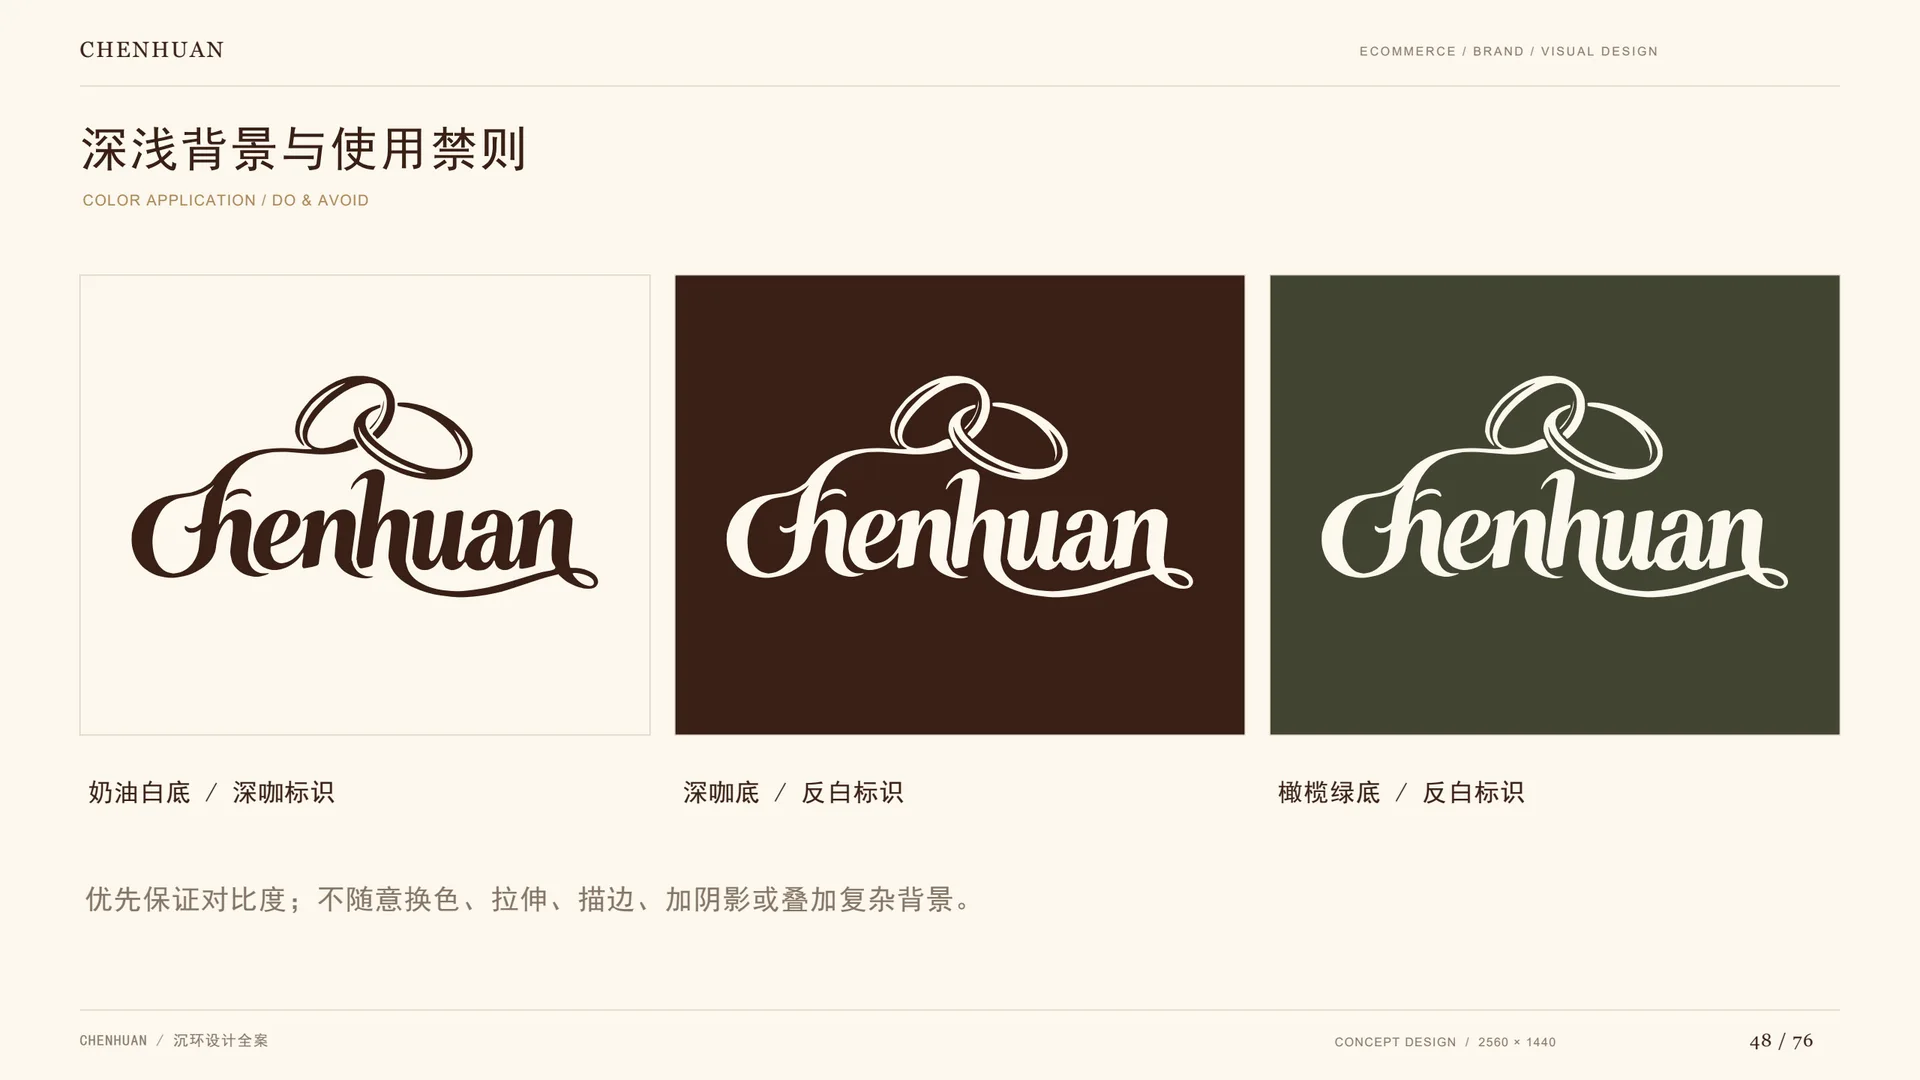 CHENHUAN
ECOMMERCE / BRAND / VISUAL DESIGN
深浅背景与使用禁则
COLOR APPLICATION / DO & AVOID
Chenhuan
Chenhuan
Chenhuan
奶油白底 / 深咖标识
深咖底 / 反白标识
橄榄绿底 / 反白标识
优先保证对比度；不随意换色、拉伸、描边、加阴影或叠加复杂背景。
CHENHUAN / 沉环设计全案
CONCEPT DESIGN / 2560 × 1440
48 / 76